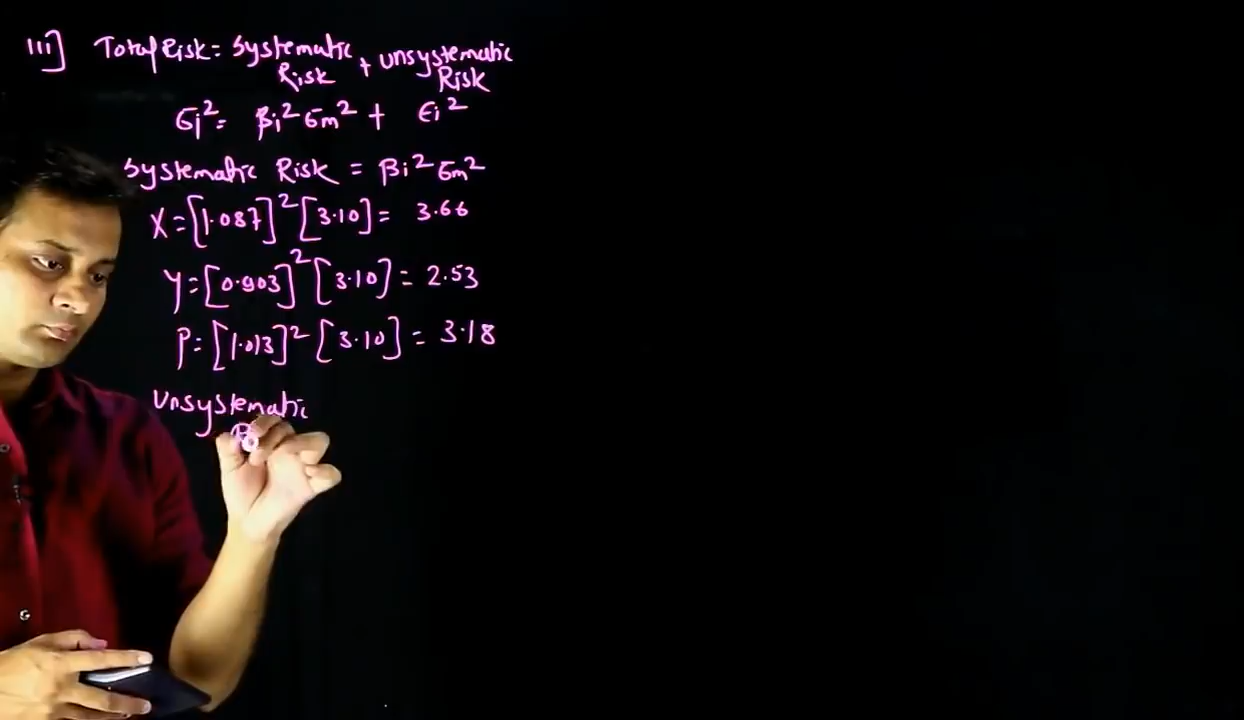 III] Total Risk = Systematic Risk + Unsystematic Risk
σi² = βi² σm² + ϵi²
Systematic Risk = βi² σm²
X = [1.087]² [3.10] = 3.66
Y = [0.903]² [3.10] = 2.53
P = [1.013]² [3.10] = 3.18
Unsystematic